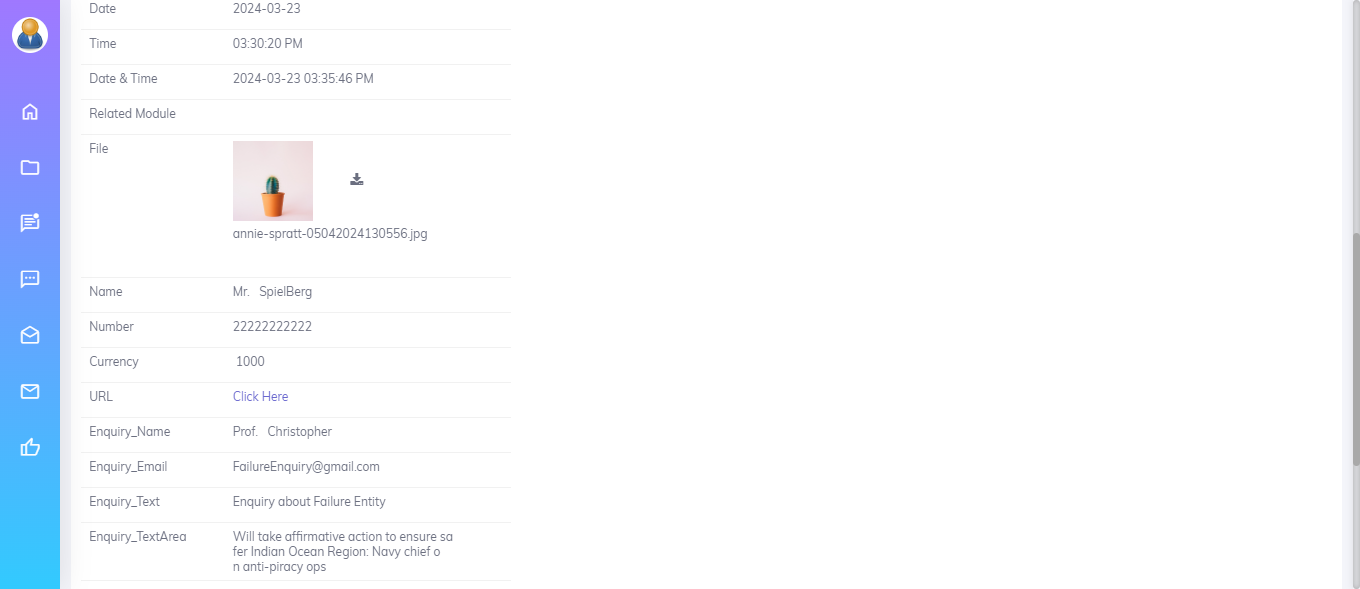 Date 2024-03-23
Time 03:30:20 PM
Date & Time 2024-03-23 03:35:46 PM
Related Module
File
annie-spratt-05042024130556.jpg
Name Mr. SpielBerg
Number 22222222222
Currency 1000
URL Click Here
Enquiry_Name Prof. Christopher
Enquiry_Email FailureEnquiry@gmail.com
Enquiry_Text Enquiry about Failure Entity
Enquiry_TextArea Will take affirmative action to ensure sa
fer Indian Ocean Region: Navy chief o
n anti-piracy ops